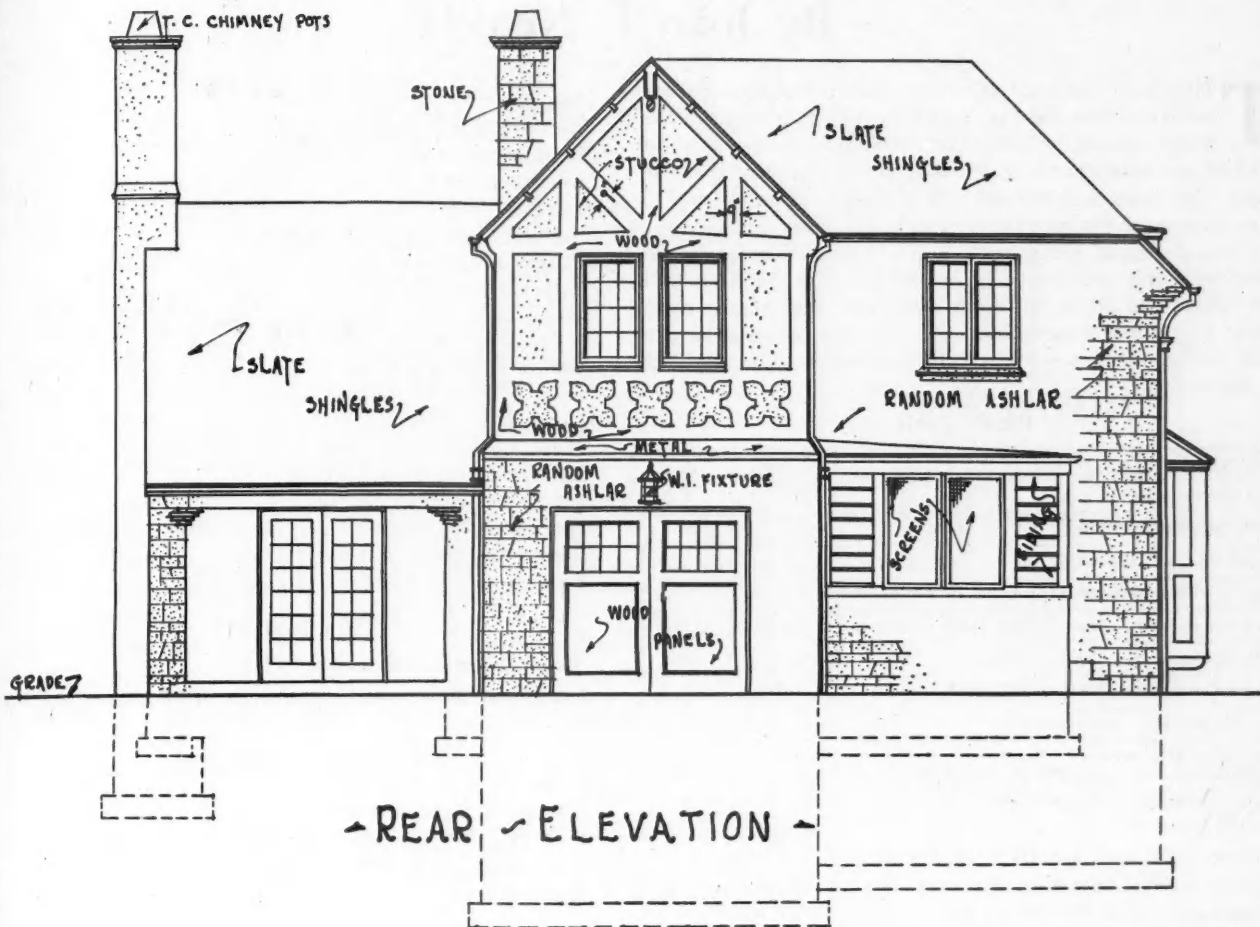 T. C. CHIMNEY POTS
STONE
SLATE
SHINGLES
STUCCO
9"
9"
WOOD
SLATE
SHINGLES
RANDOM ASHLAR
WOOD
METAL
RANDOM
ASHLAR
W.I. FIXTURE
SCREENS
SIDING
WOOD
PANELS
GRADE
REAR ELEVATION